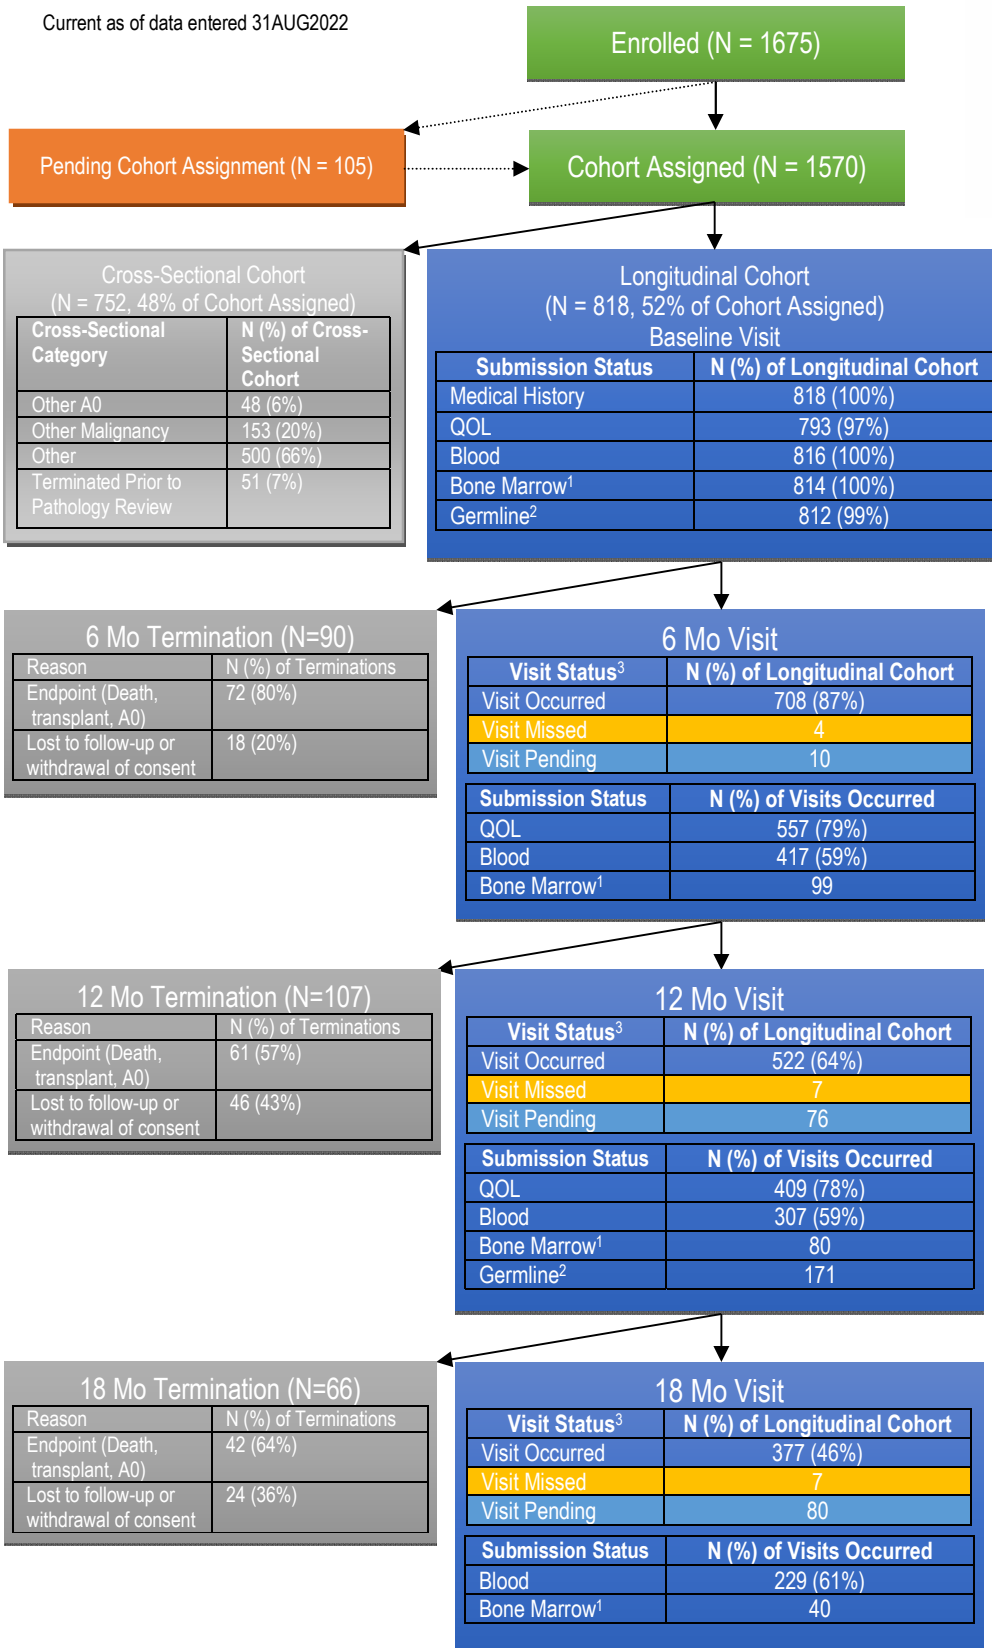 Current as of data entered 31AUG2022
Enrolled (N = 1675)
Pending Cohort Assignment (N = 105)
Cohort Assigned (N = 1570)
Cross-Sectional Cohort
(N = 752, 48% of Cohort Assigned)
Cross-Sectional Category N (%) of Cross-Sectional Cohort
Other A0 48 (6%)
Other Malignancy 153 (20%)
Other 500 (66%)
Terminated Prior to Pathology Review 51 (7%)
Longitudinal Cohort
(N = 818, 52% of Cohort Assigned)
Baseline Visit
Submission Status N (%) of Longitudinal Cohort
Medical History 818 (100%)
QOL 793 (97%)
Blood 816 (100%)
Bone Marrow1 814 (100%)
Germline2 812 (99%)
6 Mo Termination (N=90)
Reason N (%) of Terminations
Endpoint (Death, transplant, A0) 72 (80%)
Lost to follow-up or withdrawal of consent 18 (20%)
6 Mo Visit
Visit Status3 N (%) of Longitudinal Cohort
Visit Occurred 708 (87%)
Visit Missed 4
Visit Pending 10
Submission Status N (%) of Visits Occurred
QOL 557 (79%)
Blood 417 (59%)
Bone Marrow1 99
12 Mo Termination (N=107)
Reason N (%) of Terminations
Endpoint (Death, transplant, A0) 61 (57%)
Lost to follow-up or withdrawal of consent 46 (43%)
12 Mo Visit
Visit Status3 N (%) of Longitudinal Cohort
Visit Occurred 522 (64%)
Visit Missed 7
Visit Pending 76
Submission Status N (%) of Visits Occurred
QOL 409 (78%)
Blood 307 (59%)
Bone Marrow1 80
Germline2 171
18 Mo Termination (N=66)
Reason N (%) of Terminations
Endpoint (Death, transplant, A0) 42 (64%)
Lost to follow-up or withdrawal of consent 24 (36%)
18 Mo Visit
Visit Status3 N (%) of Longitudinal Cohort
Visit Occurred 377 (46%)
Visit Missed 7
Visit Pending 80
Submission Status N (%) of Visits Occurred
Blood 229 (61%)
Bone Marrow1 40